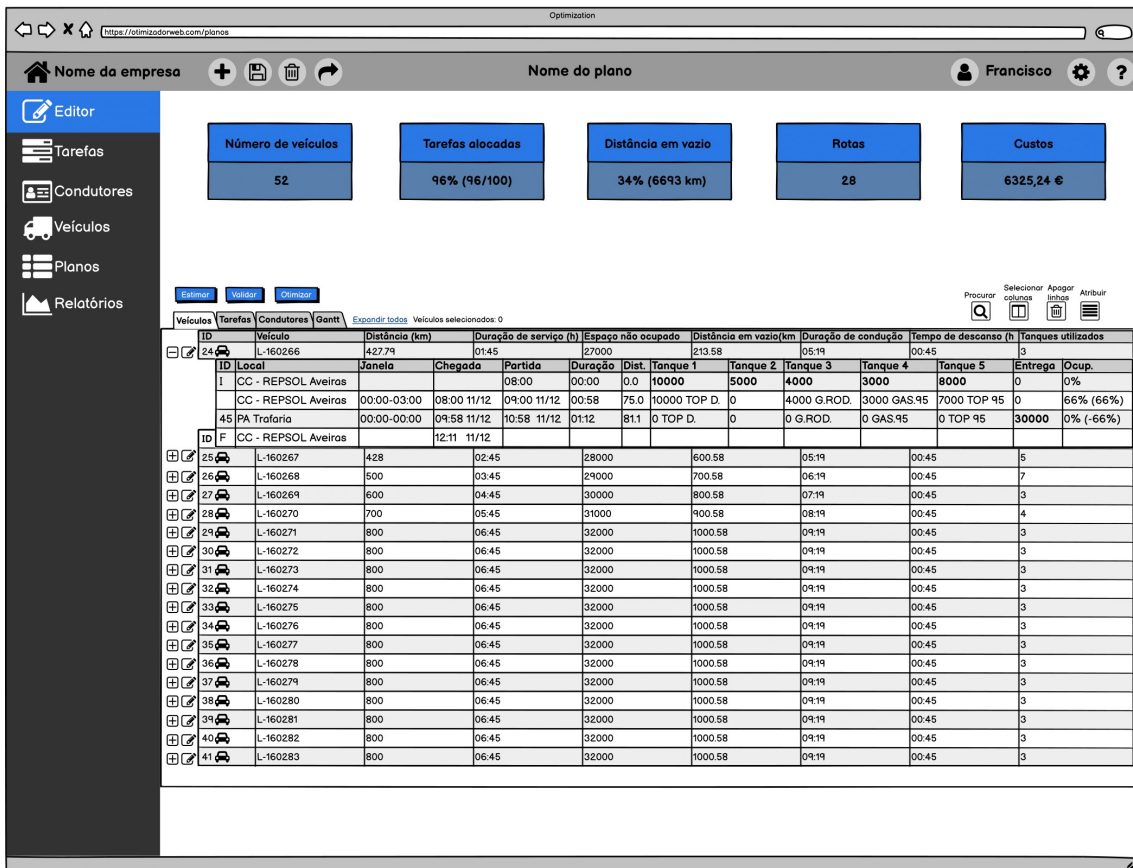 Optimization
https://otimizadorweb.com/planos
Nome da empresa Nome do plano Francisco ?
Editor
Tarefas
Condutores
Veículos
Planos
Relatórios
Número de veículos Tarefas alocadas Distância em vazio Rotas Custos
52 96% (96/100) 34% (6693 km) 28 6325,24 €
Estimar Validar Otimizar
Procurar Selecionar colunas Apagar linhas Atribuir
Veículos Tarefas Condutores Gantt Expandir todos Veículos selecionados: 0
ID Veículo Distância (km) Duração de serviço (h) Espaço não ocupado Distância em vazio(km Duração de condução Tempo de descanso (h Tanques utilizados
24 L-160266 427.79 01:45 27000 213.58 05:19 00:45 3
ID Local Janela Chegada Partida Duração Dist. Tanque 1 Tanque 2 Tanque 3 Tanque 4 Tanque 5 Entrega Ocup.
I CC - REPSOL Aveiras 08:00 00:00 0.0 10000 5000 4000 3000 8000 0 0%
CC - REPSOL Aveiras 00:00-03:00 08:00 11/12 09:00 11/12 00:58 75.0 10000 TOP D. 0 4000 G.ROD. 3000 GAS.95 7000 TOP 95 0 66% (66%)
45 PA Trafaria 00:00-00:00 09:58 11/12 10:58 11/12 01:12 81.1 0 TOP D. 0 0 G.ROD. 0 GAS.95 0 TOP 95 30000 0% (-66%)
ID F CC - REPSOL Aveiras 12:11 11/12
25 L-160267 428 02:45 28000 600.58 05:19 00:45 5
26 L-160268 500 03:45 29000 700.58 06:19 00:45 7
27 L-160269 600 04:45 30000 800.58 07:19 00:45 3
28 L-160270 700 05:45 31000 900.58 08:19 00:45 4
29 L-160271 800 06:45 32000 1000.58 09:19 00:45 3
30 L-160272 800 06:45 32000 1000.58 09:19 00:45 3
31 L-160273 800 06:45 32000 1000.58 09:19 00:45 3
32 L-160274 800 06:45 32000 1000.58 09:19 00:45 3
33 L-160275 800 06:45 32000 1000.58 09:19 00:45 3
34 L-160276 800 06:45 32000 1000.58 09:19 00:45 3
35 L-160277 800 06:45 32000 1000.58 09:19 00:45 3
36 L-160278 800 06:45 32000 1000.58 09:19 00:45 3
37 L-160279 800 06:45 32000 1000.58 09:19 00:45 3
38 L-160280 800 06:45 32000 1000.58 09:19 00:45 3
39 L-160281 800 06:45 32000 1000.58 09:19 00:45 3
40 L-160282 800 06:45 32000 1000.58 09:19 00:45 3
41 L-160283 800 06:45 32000 1000.58 09:19 00:45 3